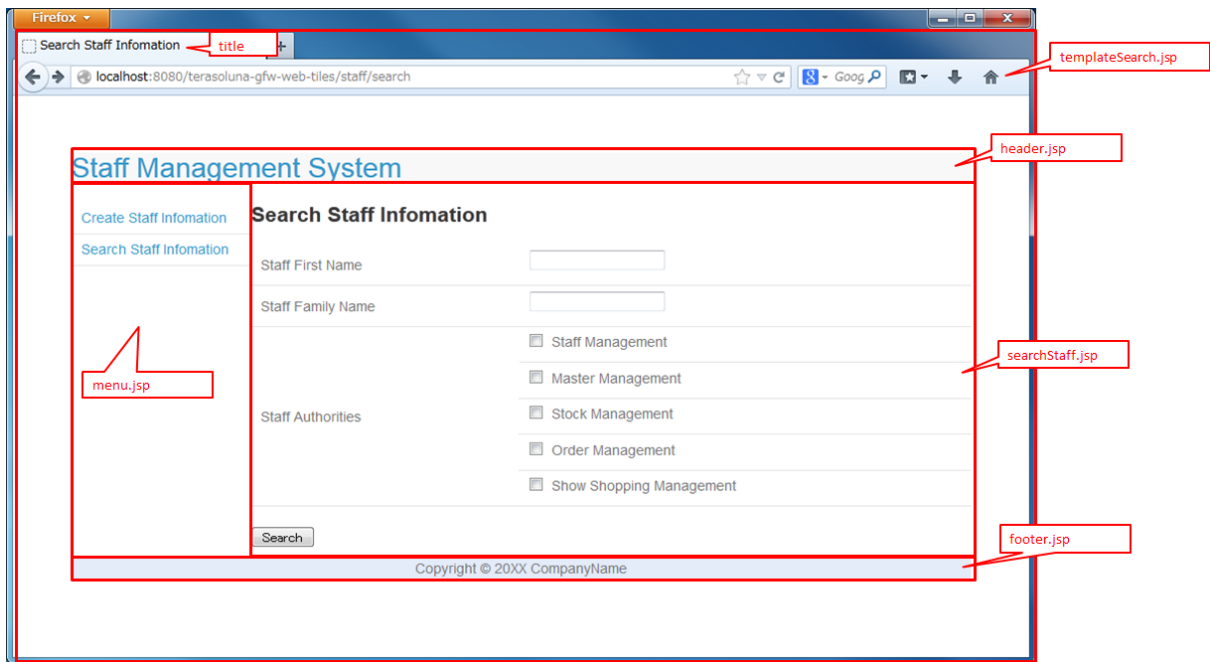 Firefox
Search Staff Infomation
title
templateSearch.jsp
localhost:8080/terasoluna-gfw-web-tiles/staff/search
Goog
header.jsp
Staff Management System
Create Staff Infomation
Search Staff Infomation
Search Staff Infomation
Staff First Name
Staff Family Name
Staff Management
searchStaff.jsp
Master Management
menu.jsp
Stock Management
Staff Authorities
Order Management
Show Shopping Management
Search
footer.jsp
Copyright © 20XX CompanyName